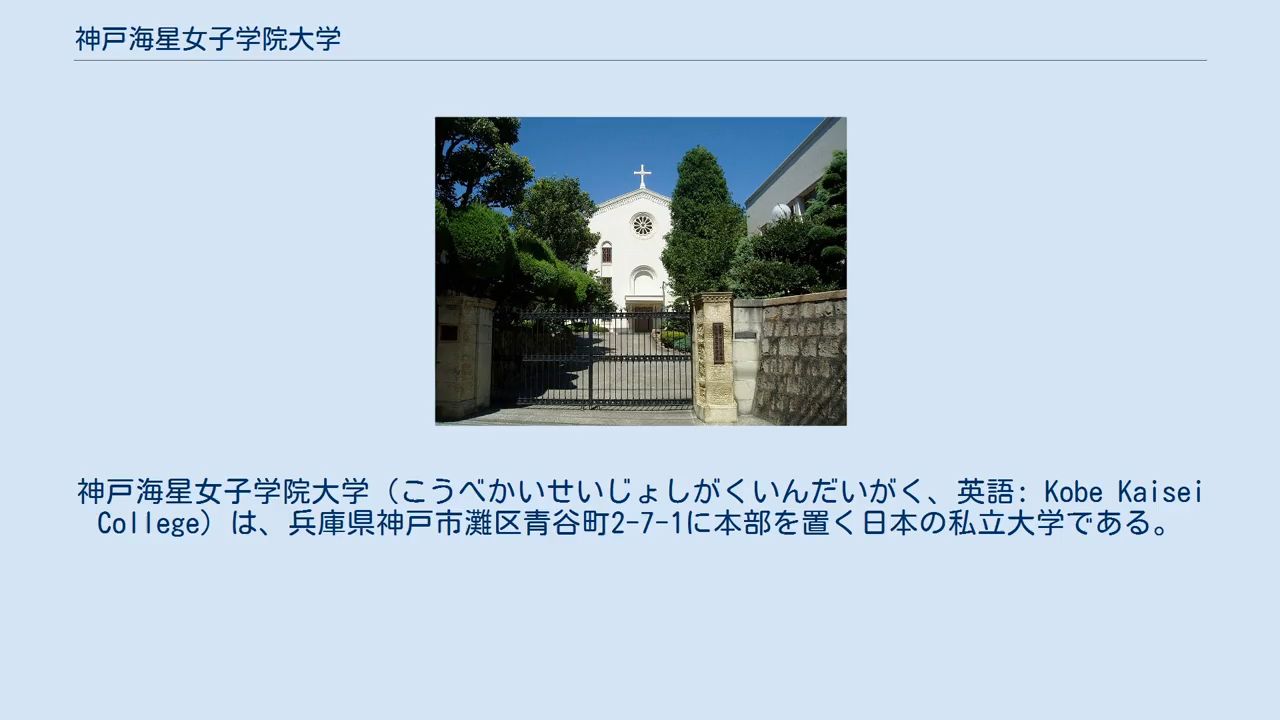 神戸海星女子学院大学
神戸海星女子学院大学（こうべかいせいじょしがくいんだいがく、英語: Kobe Kaisei
College）は、兵庫県神戸市灘区青谷町2-7-1に本部を置く日本の私立大学である。